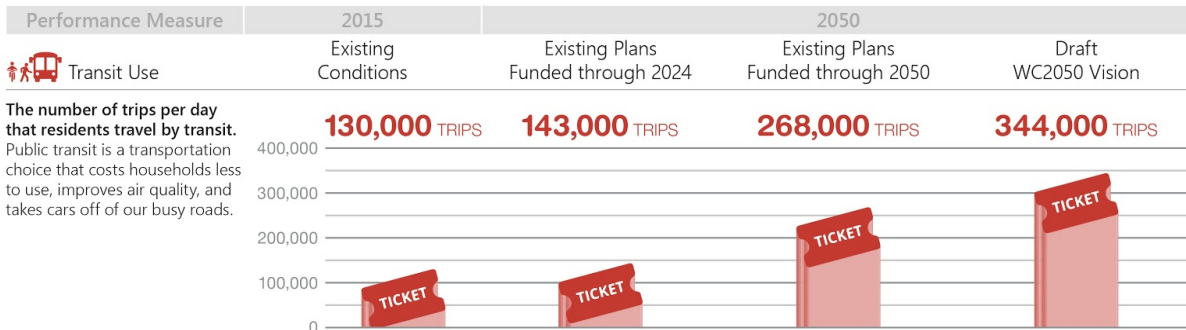 Performance Measure
2015
2050
Transit Use
Existing
Conditions
Existing Plans
Funded through 2024
Existing Plans
Funded through 2050
Draft
WC2050 Vision
The number of trips per day
that residents travel by transit.
Public transit is a transportation
choice that costs households less
to use, improves air quality, and
takes cars off of our busy roads.
130,000 TRIPS
143,000 TRIPS
268,000 TRIPS
344,000 TRIPS
400,000
300,000
200,000
100,000
0
TICKET
TICKET
TICKET
TICKET